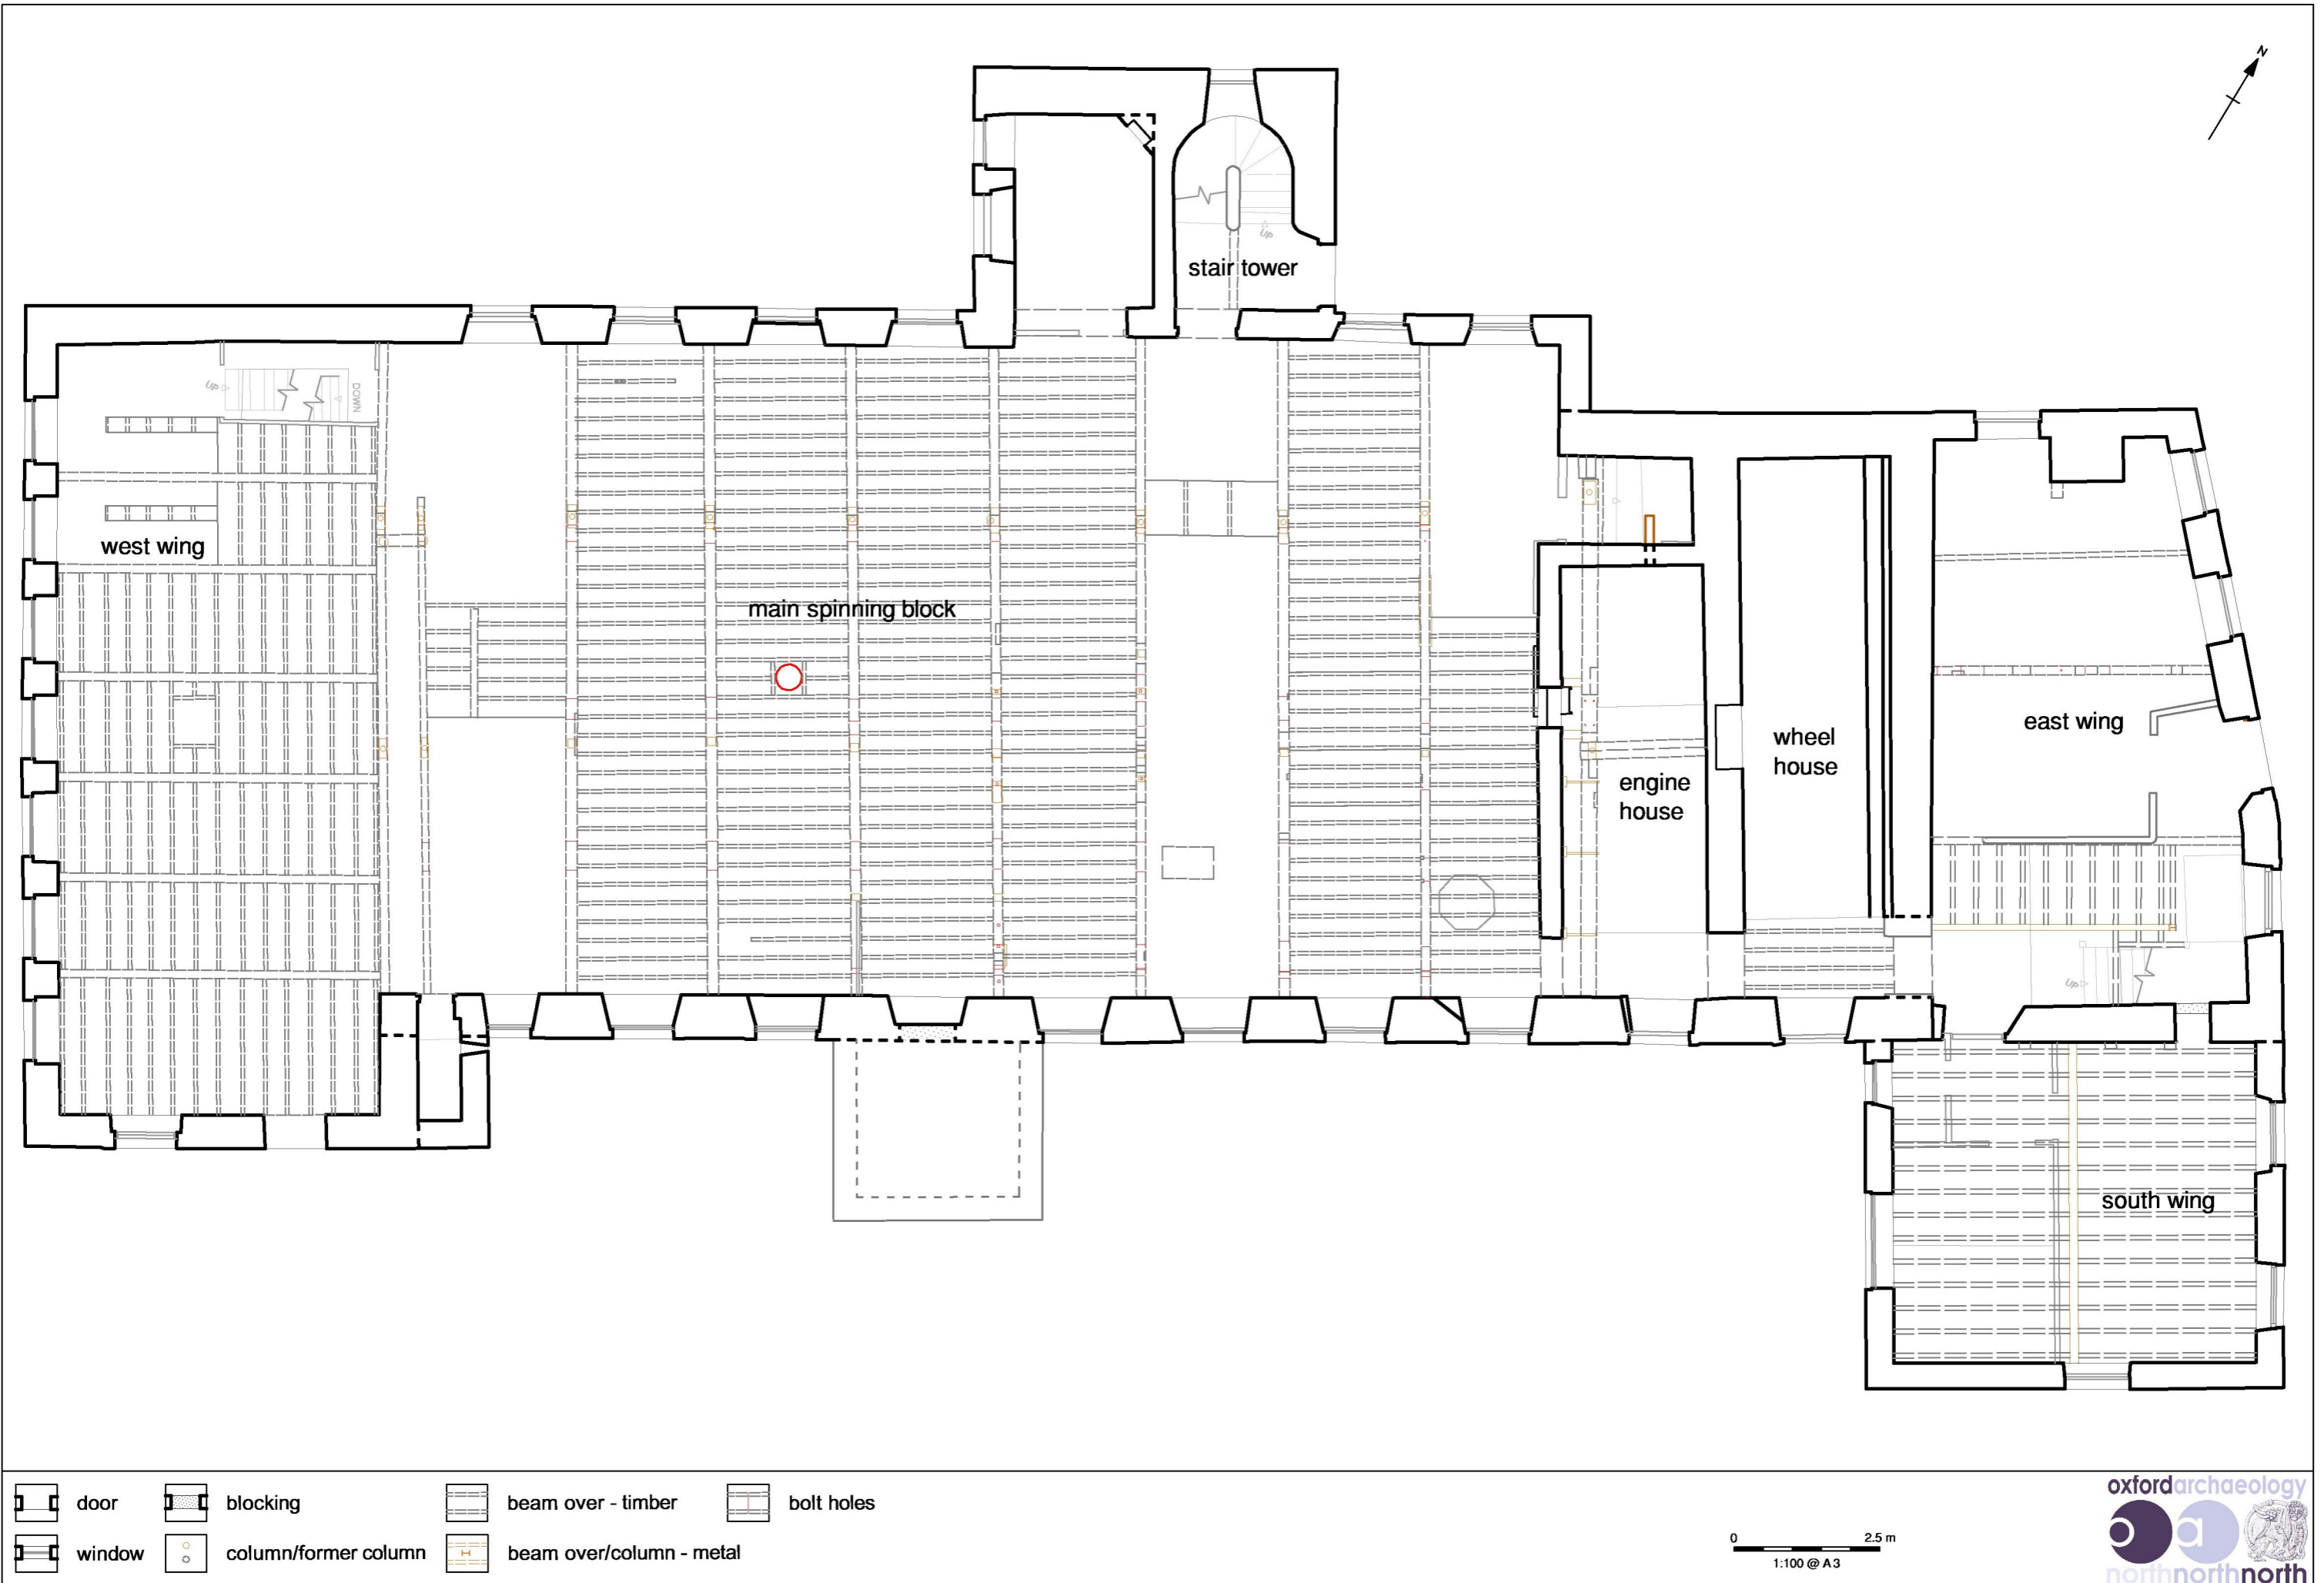 N
stair tower
UP
UP
DOWN
west wing
main spinning block
wheel
house
east wing
engine
house
UP
south wing
door
blocking
beam over - timber
bolt holes
window
column/former column
beam over/column - metal
0
2.5 m
1:100 @ A3
oxfordarchaeology
oa
northnorthnorth